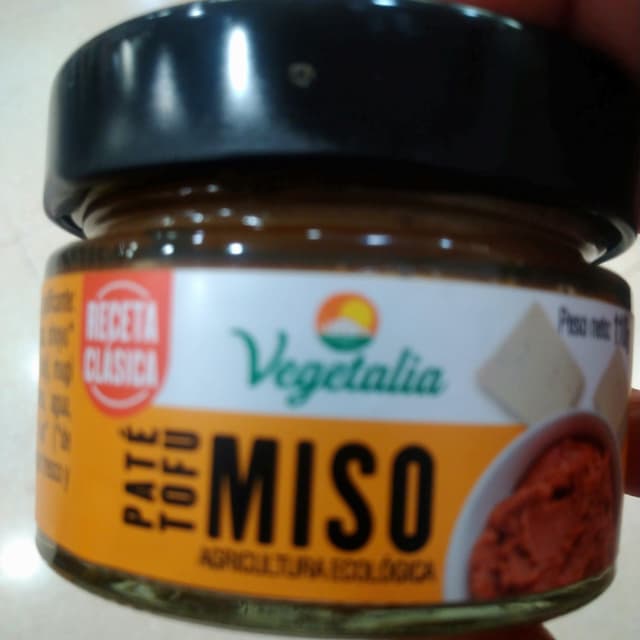 RECETA
CLÁSICA
Vegetalia
Peso neto:
PATÉ
TOFU
MISO
AGRICULTURA ECOLÓGICA